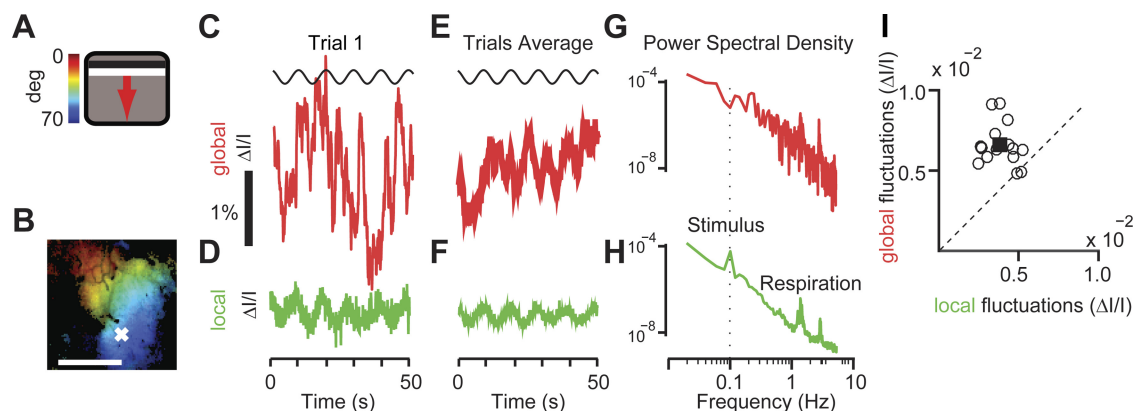 A
0
deg
70
B
C
Trial 1
global
ΔI/I
1%
D
local
ΔI/I
0
50
Time (s)
E
Trials Average
F
0
50
Time (s)
G
Power Spectral Density
10⁻⁴
10⁻⁸
Stimulus
H
10⁻⁴
Respiration
10⁻⁸
0.1
1
10
Frequency (Hz)
I
x 10⁻²
1.0
0.5
global fluctuations (ΔI/I)
x 10⁻²
0.5
1.0
local fluctuations (ΔI/I)